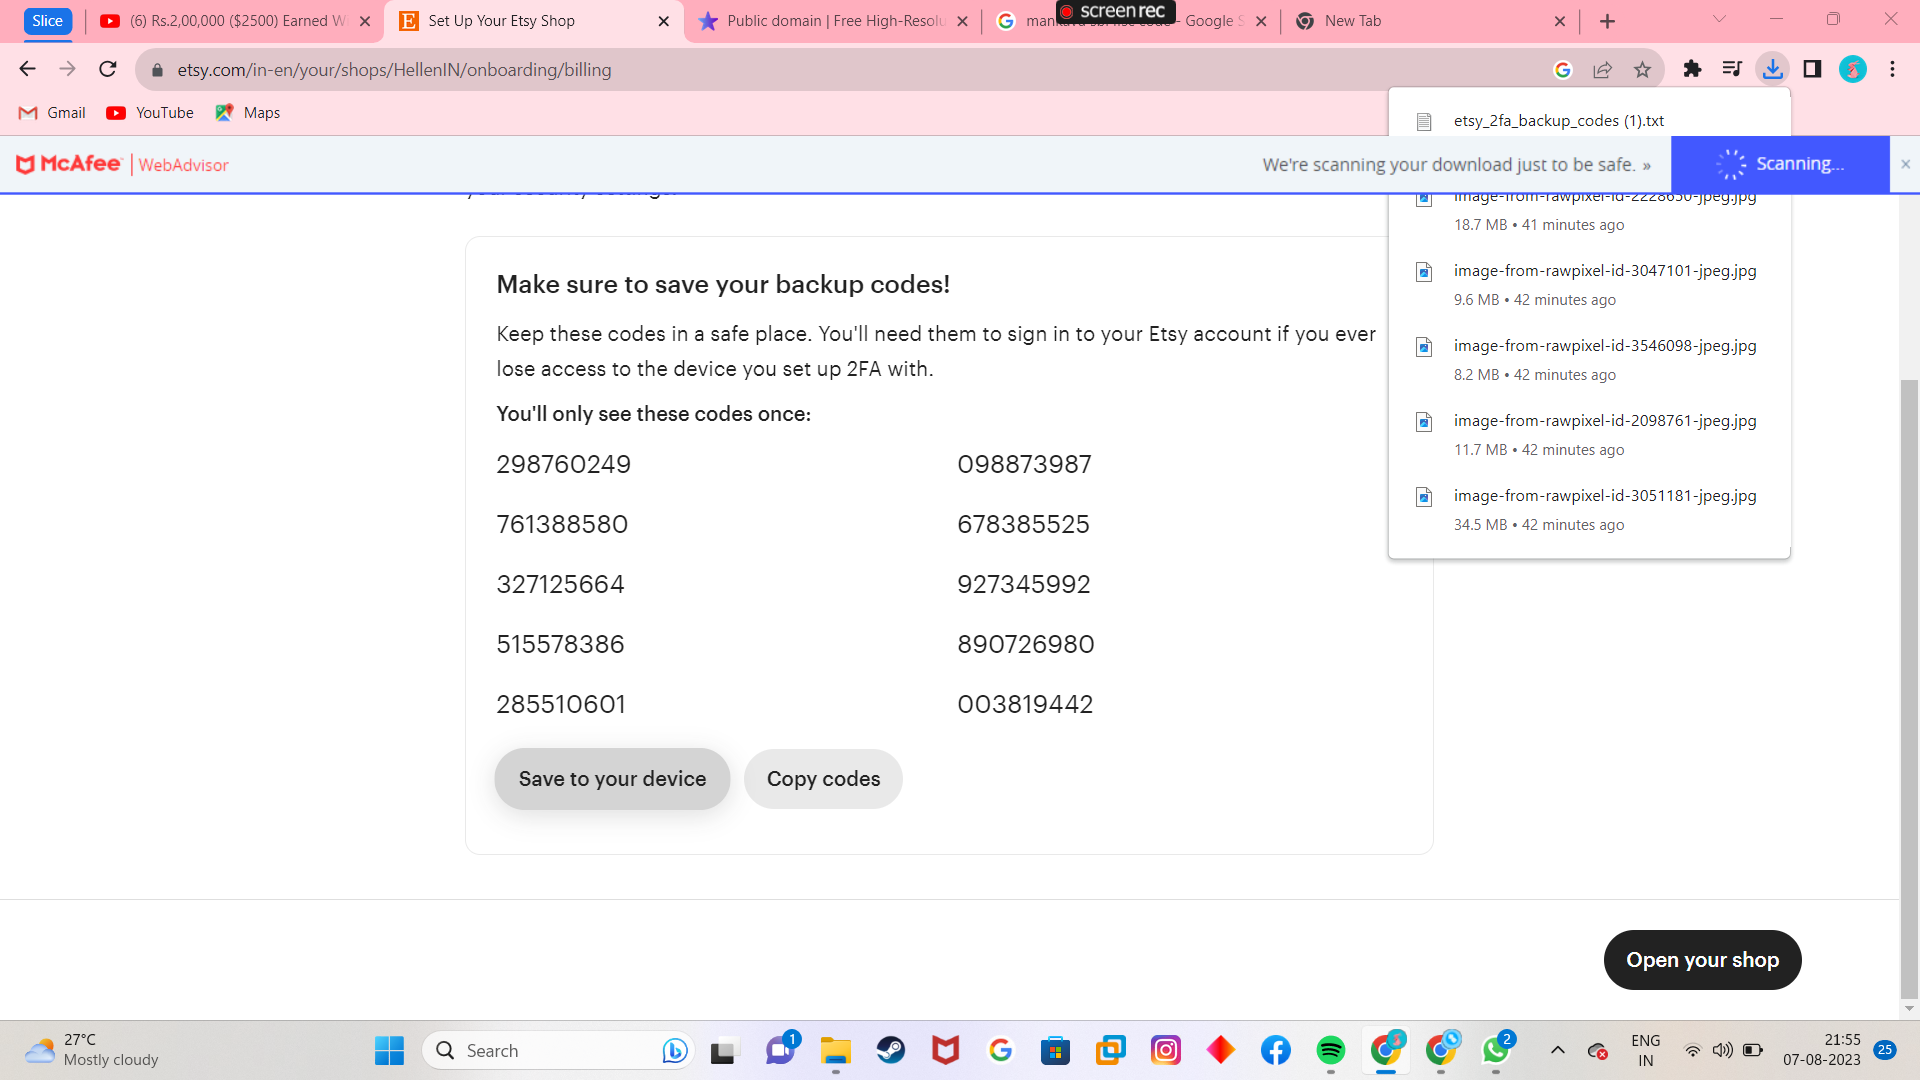 Slice
(6) Rs.2,00,000 ($2500) Earned W
Set Up Your Etsy Shop
Public domain | Free High-Resolu
screen rec
- Google S
New Tab
etsy.com/in-en/your/shops/HellenIN/onboarding/billing
Gmail
YouTube
Maps
etsy_2fa_backup_codes (1).txt
McAfee | WebAdvisor
We're scanning your download just to be safe. »
Scanning...
image-from-rawpixel-id-2228650-jpeg.jpg
18.7 MB • 41 minutes ago
image-from-rawpixel-id-3047101-jpeg.jpg
9.6 MB • 42 minutes ago
image-from-rawpixel-id-3546098-jpeg.jpg
8.2 MB • 42 minutes ago
image-from-rawpixel-id-2098761-jpeg.jpg
11.7 MB • 42 minutes ago
image-from-rawpixel-id-3051181-jpeg.jpg
34.5 MB • 42 minutes ago
your security settings.
Make sure to save your backup codes!
Keep these codes in a safe place. You'll need them to sign in to your Etsy account if you ever
lose access to the device you set up 2FA with.
You'll only see these codes once:
298760249 098873987
761388580 678385525
327125664 927345992
515578386 890726980
285510601 003819442
Save to your device
Copy codes
Open your shop
27°C
Mostly cloudy
Search
1
2
ENG
IN
21:55
07-08-2023
25